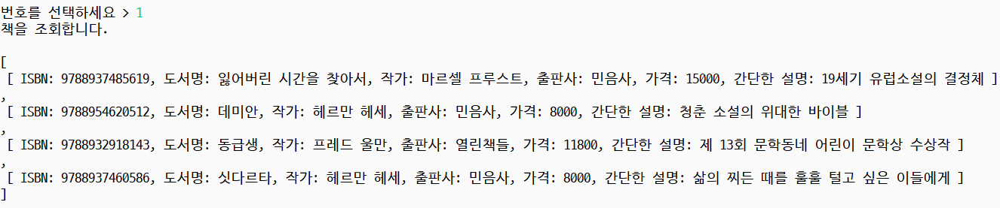 번호를 선택하세요 > 1
책을 조회합니다.
[
[ ISBN: 9788937485619, 도서명: 잃어버린 시간을 찾아서, 작가: 마르셀 프루스트, 출판사: 민음사, 가격: 15000, 간단한 설명: 19세기 유럽소설의 결정체 ]
,
[ ISBN: 9788954620512, 도서명: 데미안, 작가: 헤르만 헤세, 출판사: 민음사, 가격: 8000, 간단한 설명: 청춘 소설의 위대한 바이블 ]
,
[ ISBN: 9788932918143, 도서명: 동급생, 작가: 프레드 울만, 출판사: 열린책들, 가격: 11800, 간단한 설명: 제 13회 문학동네 어린이 문학상 수상작 ]
,
[ ISBN: 9788937460586, 도서명: 싯다르타, 작가: 헤르만 헤세, 출판사: 민음사, 가격: 8000, 간단한 설명: 삶의 찌든 때를 훌훌 털고 싶은 이들에게 ]
]